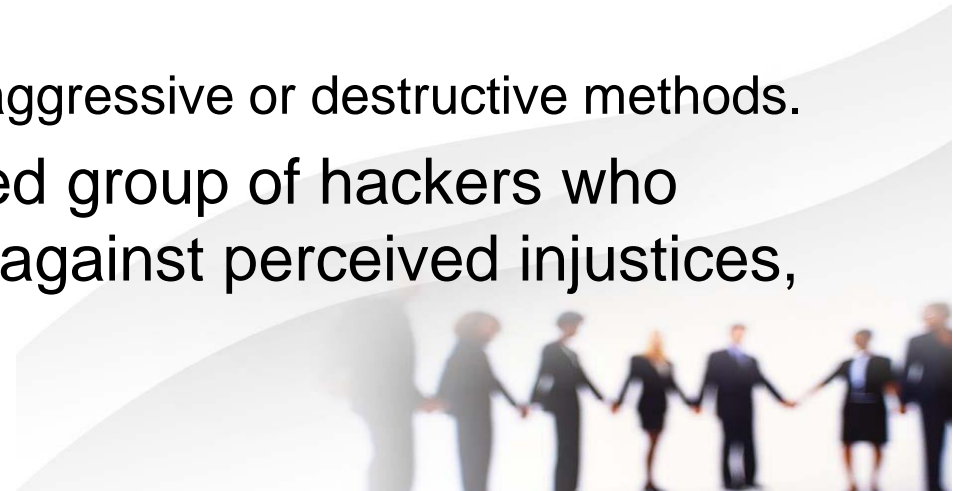 aggressive or destructive methods.
ed group of hackers who
against perceived injustices,